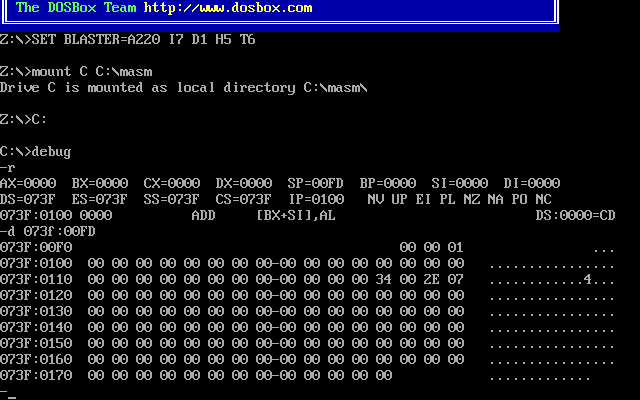 The DOSBox Team http://www.dosbox.com
Z:\>SET BLASTER=A220 I7 D1 H5 T6
Z:\>mount C C:\masm
Drive C is mounted as local directory C:\masm\
Z:\>C:
C:\>debug
-r
AX=0000  BX=0000  CX=0000  DX=0000  SP=00FD  BP=0000  SI=0000  DI=0000
DS=073F  ES=073F  SS=073F  CS=073F  IP=0100   NV UP EI PL NZ NA PO NC
073F:0100 0000          ADD     [BX+SI],AL                         DS:0000=CD
-d 073f:00FD
073F:00F0                                         00 00 01                ...
073F:0100  00 00 00 00 00 00 00 00-00 00 00 00 00 00 00 00   ................
073F:0110  00 00 00 00 00 00 00 00-00 00 00 00 34 00 2E 07   ............4...
073F:0120  00 00 00 00 00 00 00 00-00 00 00 00 00 00 00 00   ................
073F:0130  00 00 00 00 00 00 00 00-00 00 00 00 00 00 00 00   ................
073F:0140  00 00 00 00 00 00 00 00-00 00 00 00 00 00 00 00   ................
073F:0150  00 00 00 00 00 00 00 00-00 00 00 00 00 00 00 00   ................
073F:0160  00 00 00 00 00 00 00 00-00 00 00 00 00 00 00 00   ................
073F:0170  00 00 00 00 00 00 00 00-00 00 00 00 00            .............
-_